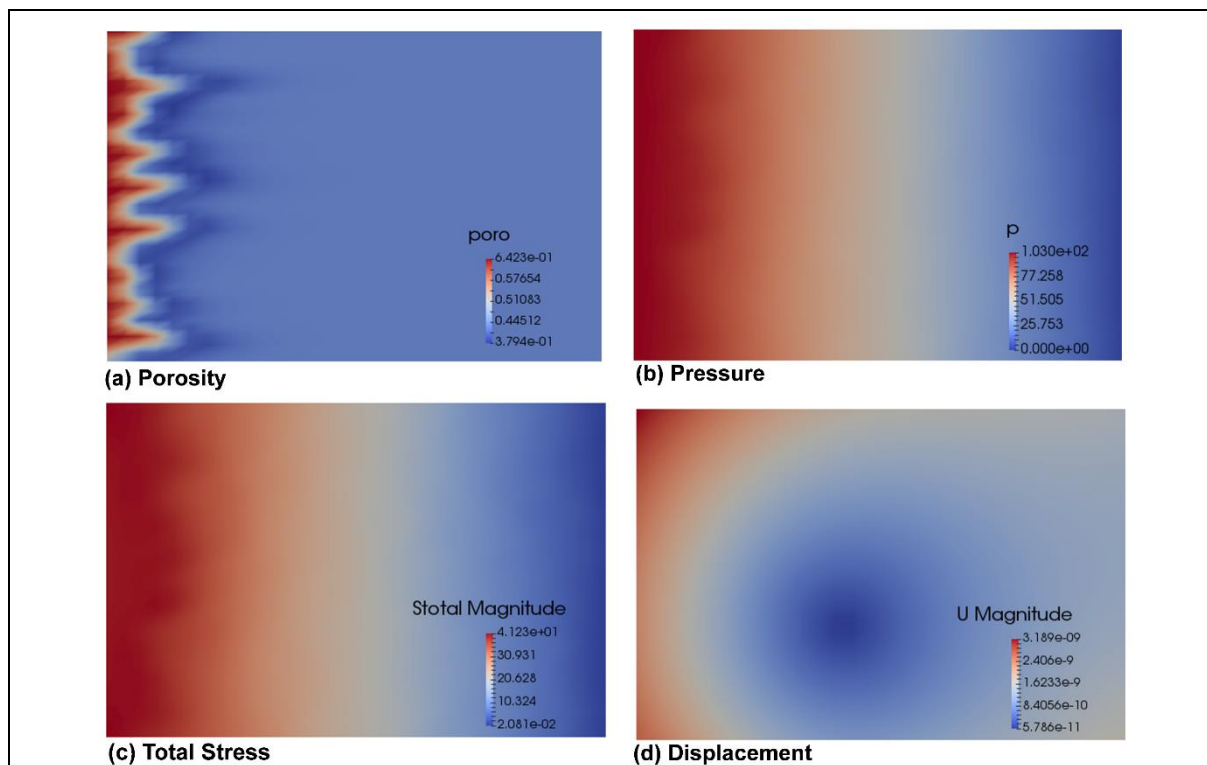 poro
6.423e-01
0.57654
0.51083
0.44512
3.794e-01
(a) Porosity
p
1.030e+02
77.258
51.505
25.753
0.000e+00
(b) Pressure
Stotal Magnitude
4.123e+01
30.931
20.628
10.324
2.081e-02
(c) Total Stress
U Magnitude
3.189e-09
2.406e-9
1.6233e-9
8.4056e-10
5.786e-11
(d) Displacement